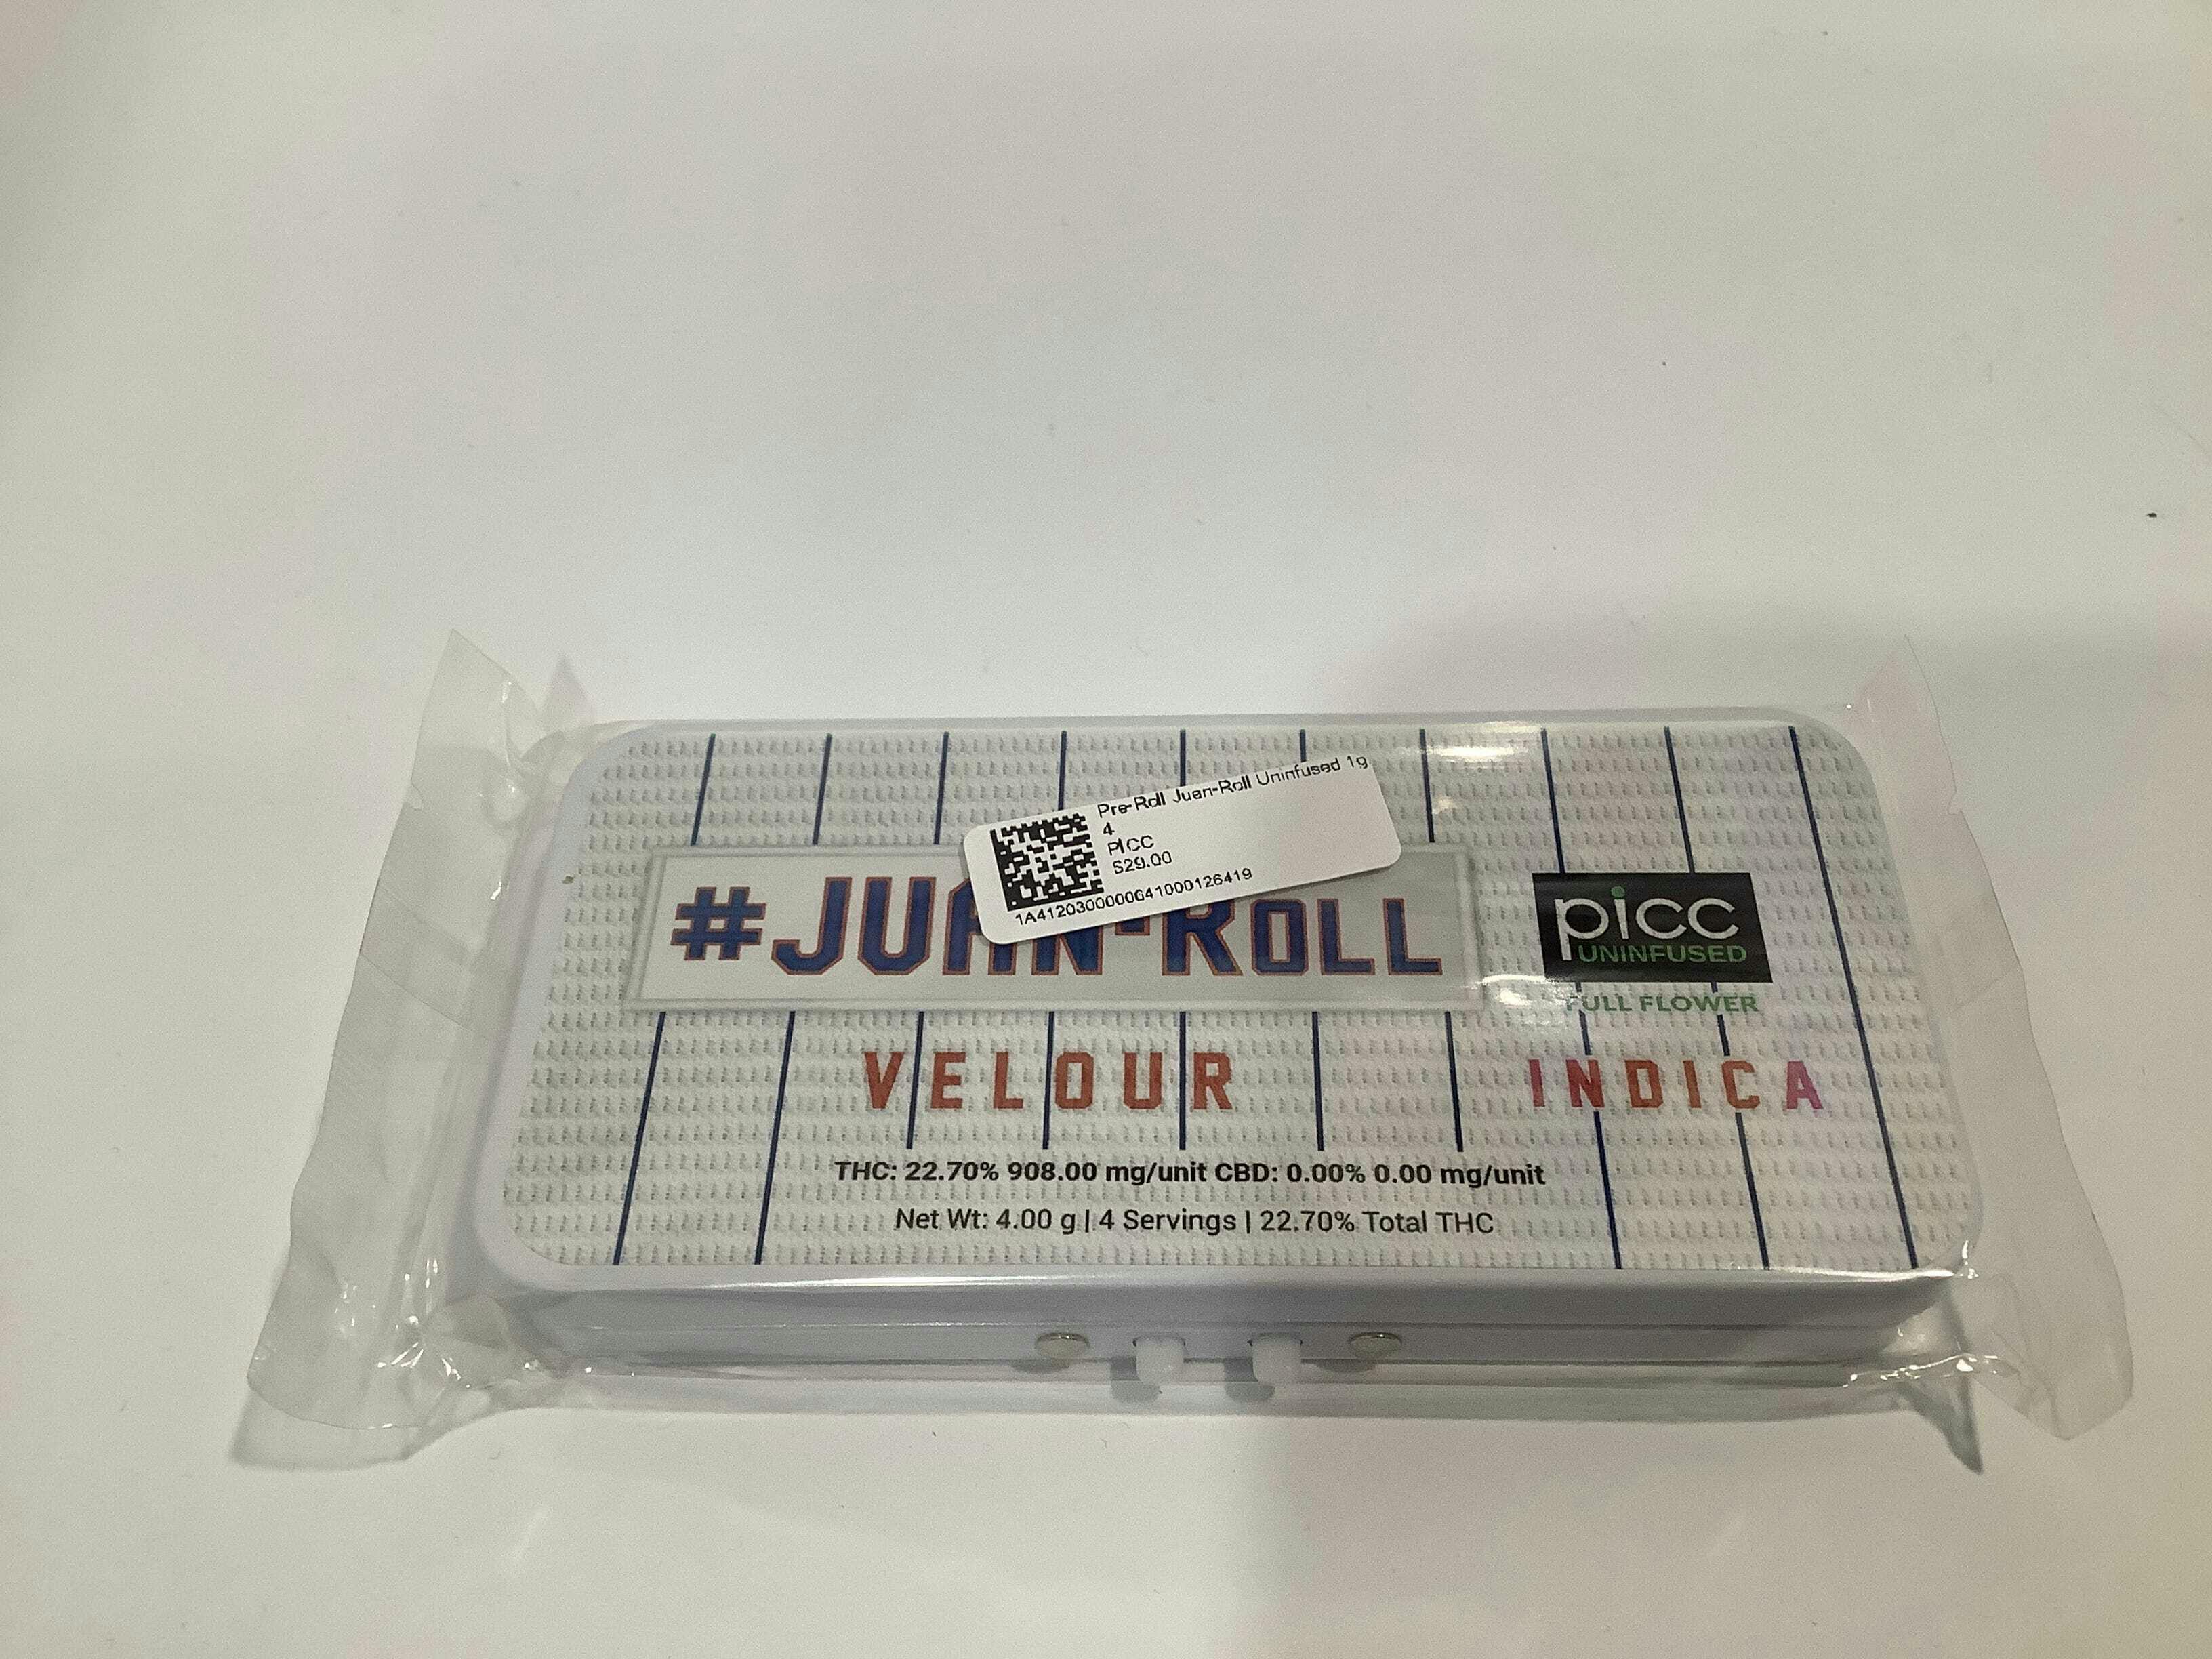 Pre-Roll Juan-Roll Uninfused 1g
4
PICC
$29.00
1A4120300000641000126419
#JUAN-ROLL
picc
UNINFUSED
FULL FLOWER
VELOUR
INDICA
THC: 22.70% 908.00 mg/unit CBD: 0.00% 0.00 mg/unit
Net Wt: 4.00 g | 4 Servings | 22.70% Total THC